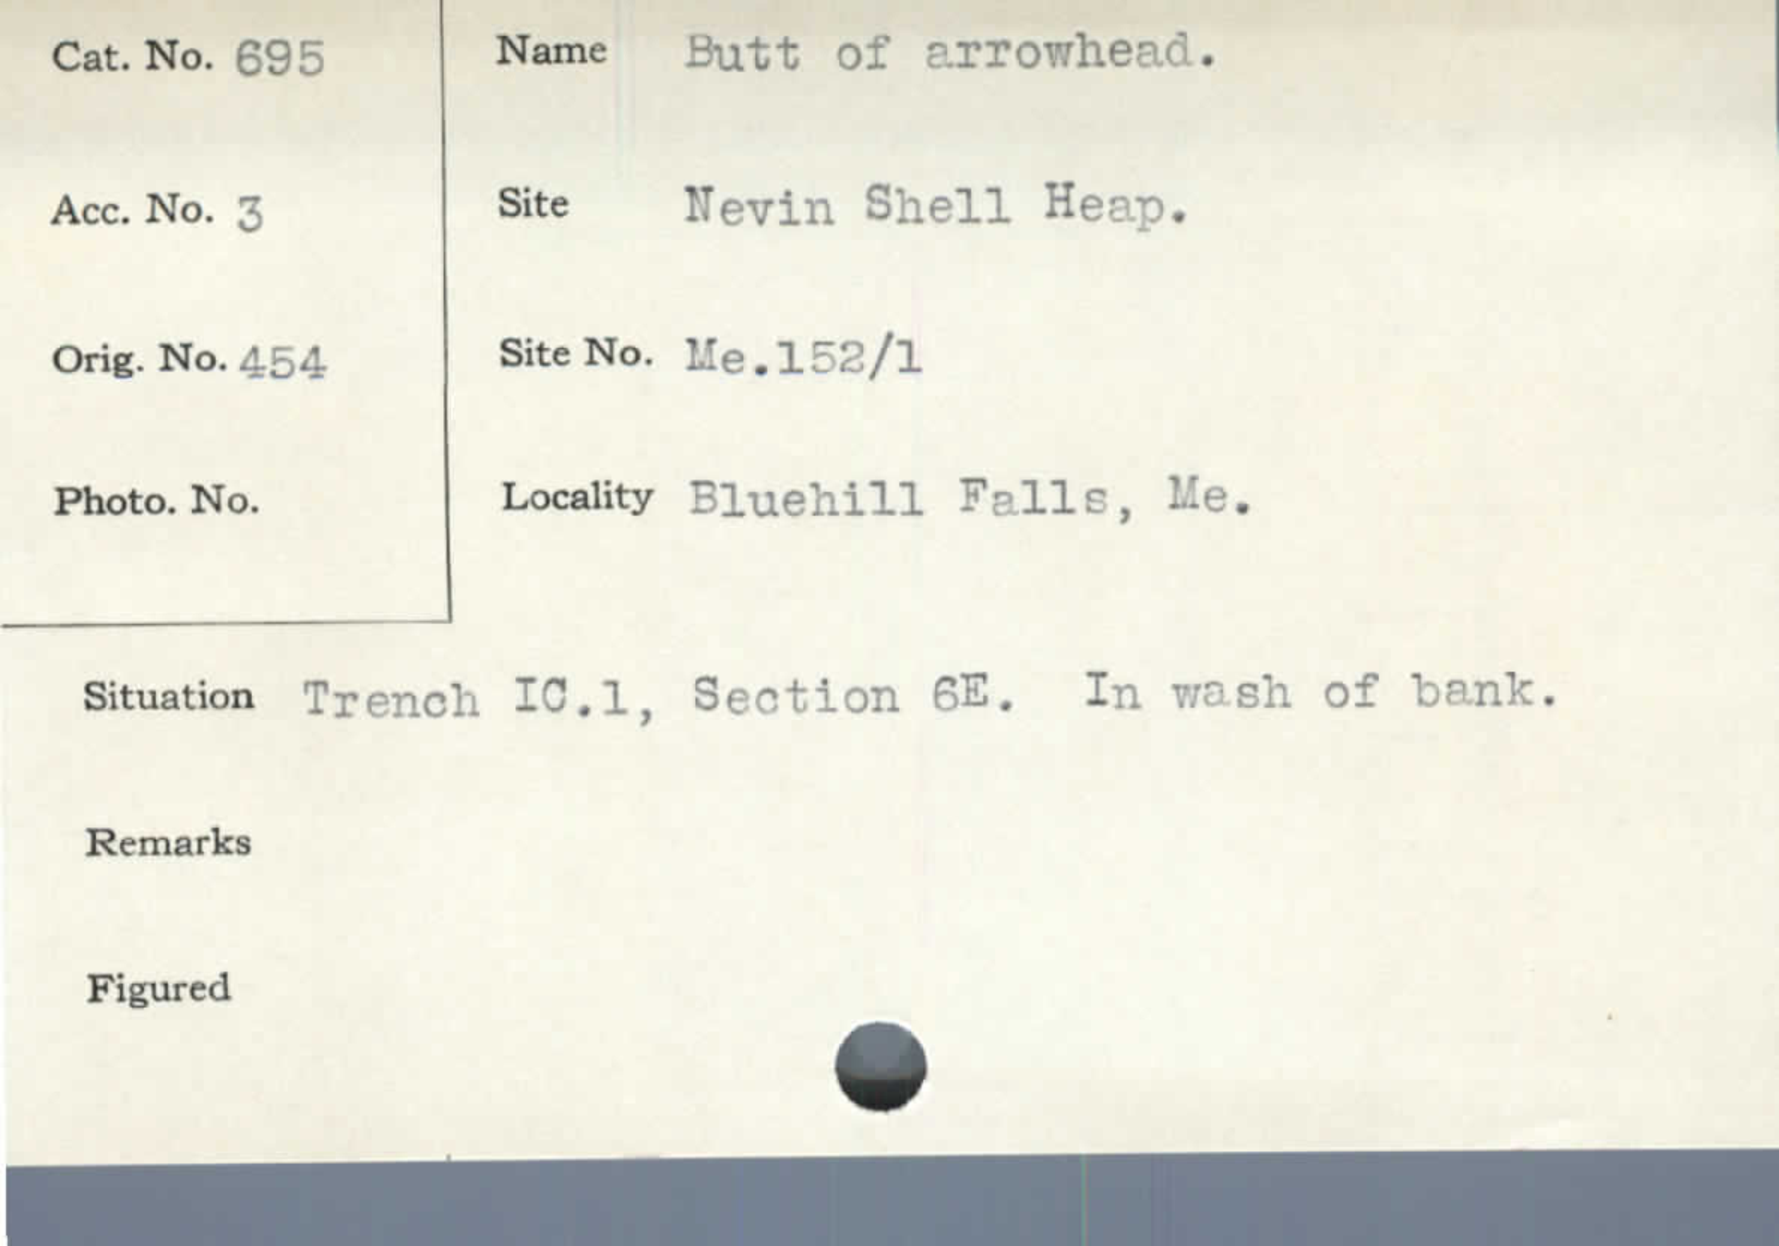 Cat. No. 695
Name Butt of arrowhead.
Acc. No. 3
Site Nevin Shell Heap.
Orig. No. 454
Site No. Me.152/1
Photo. No.
Locality Bluehill Falls, Me.
Situation Trench IC.1, Section 6E. In wash of bank.
Remarks
Figured